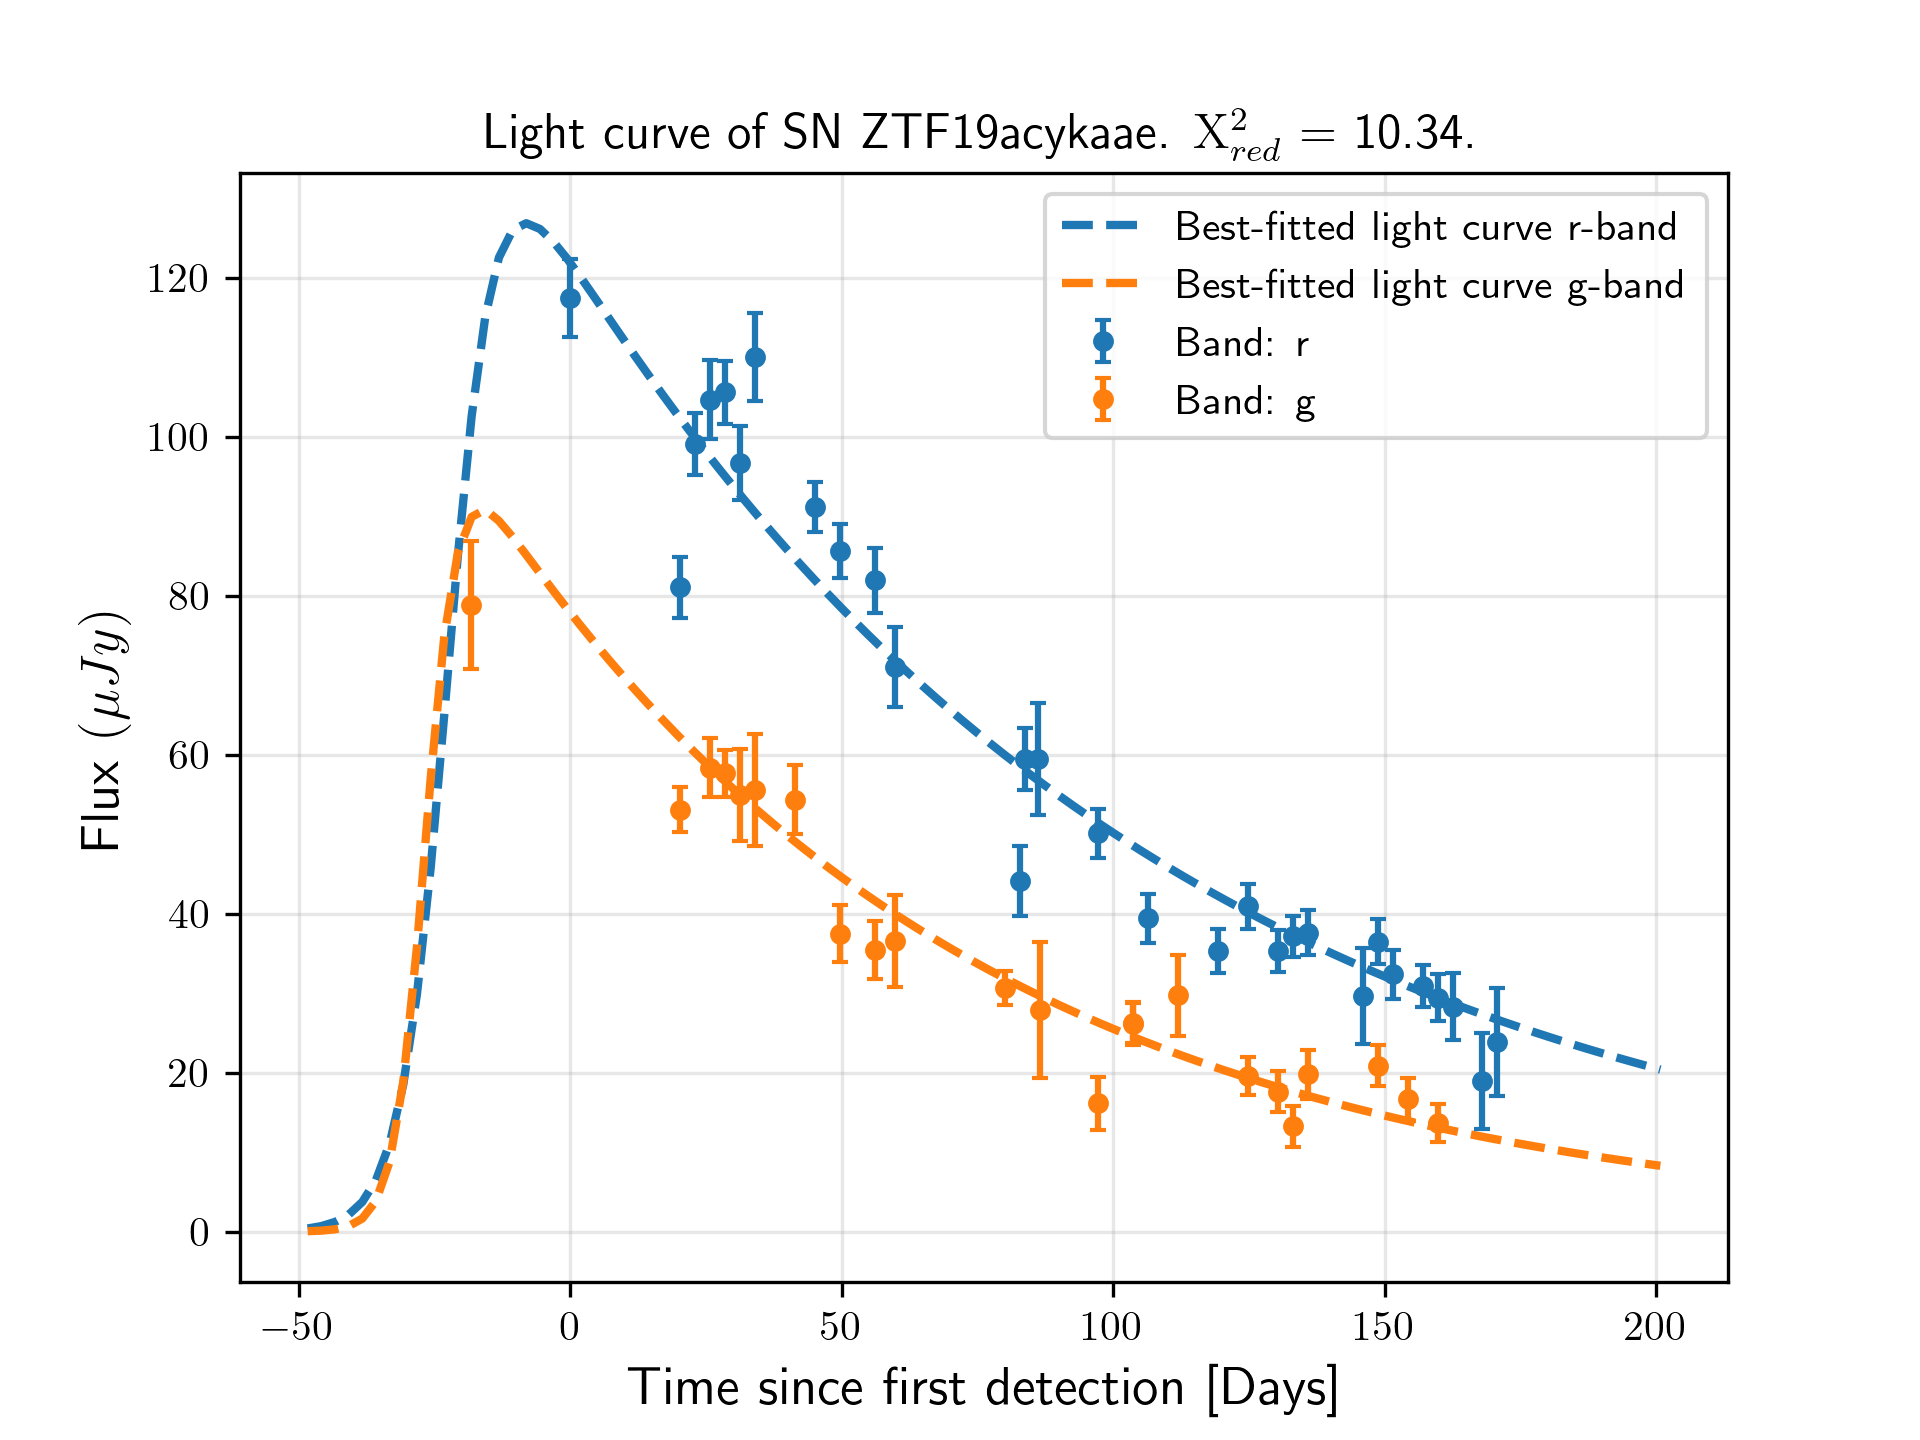 Light curve of SN ZTF19acykaae. X²_red = 10.34.
Best-fitted light curve r-band
Best-fitted light curve g-band
Band: r
Band: g
120
100
80
60
40
20
0
Flux (μJy)
−50 0 50 100 150 200
Time since first detection [Days]